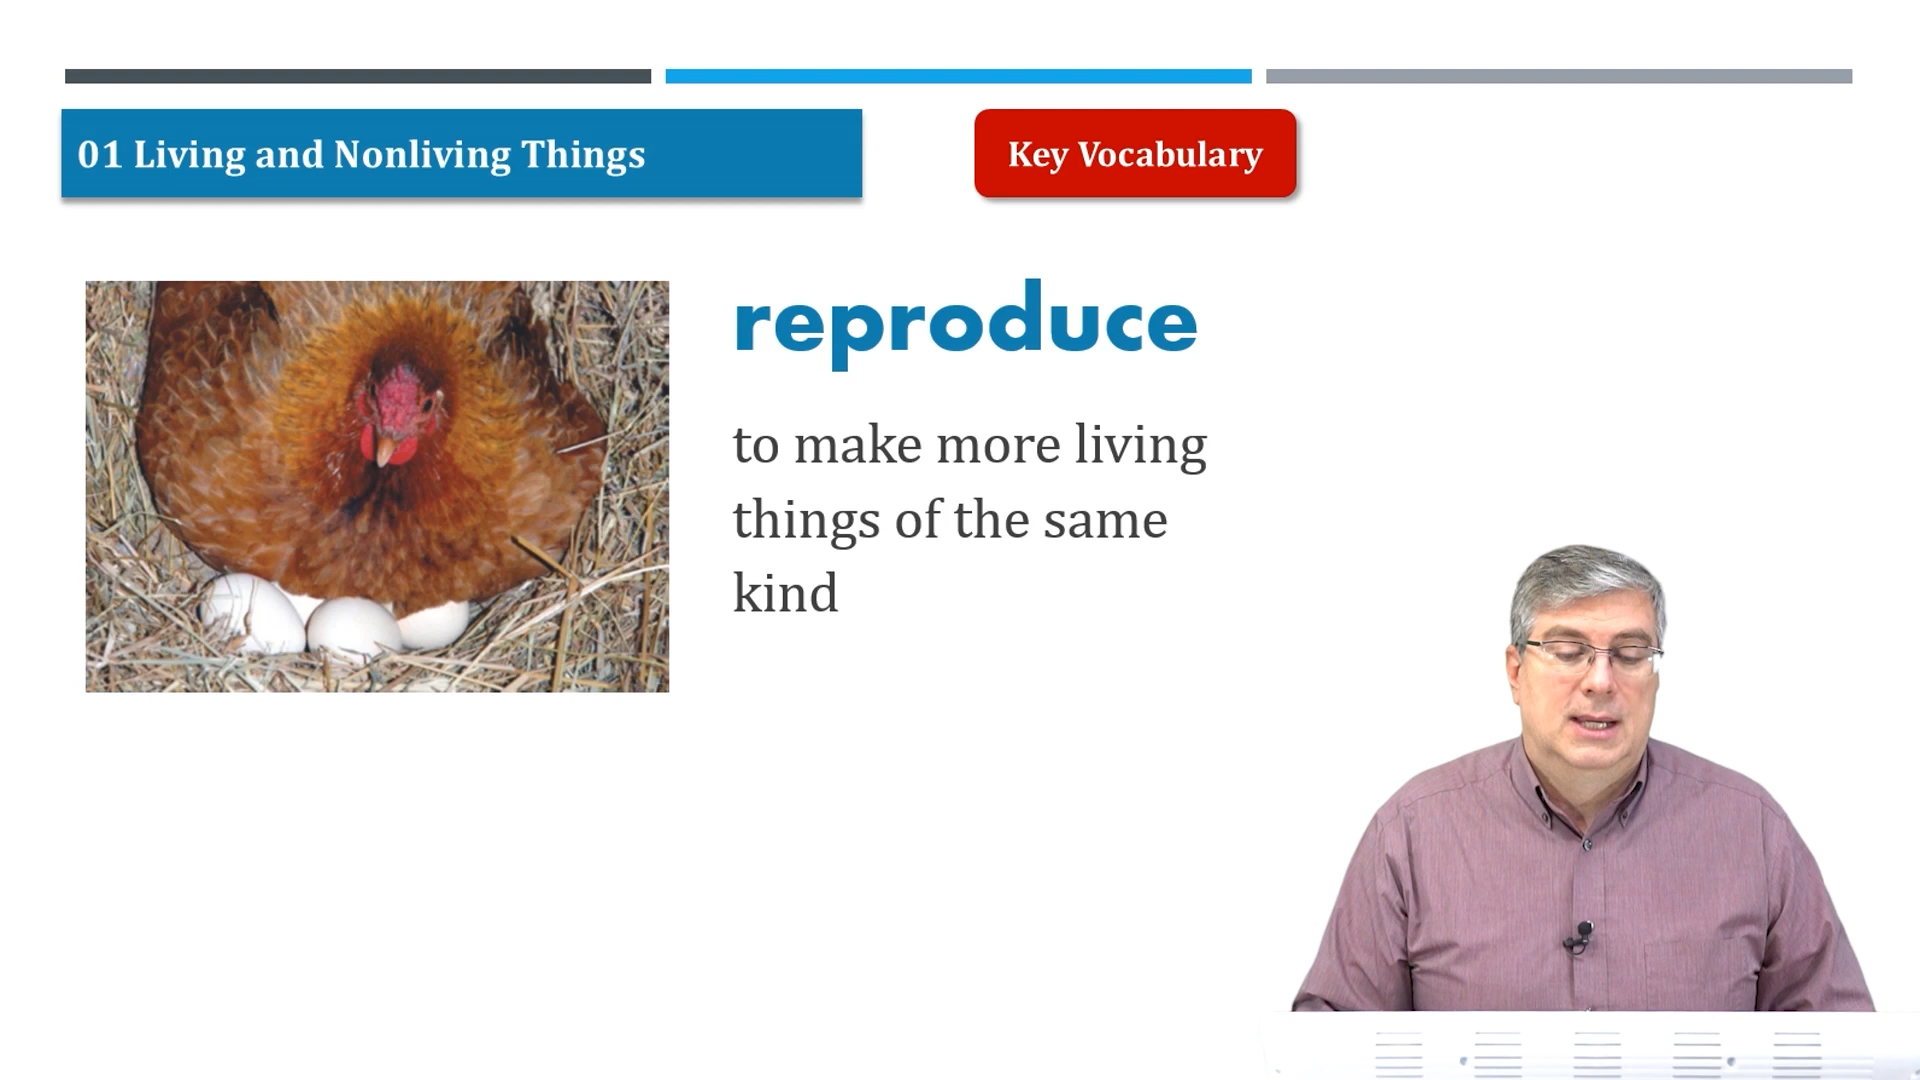 01 Living and Nonliving Things
Key Vocabulary
reproduce
to make more living
things of the same
kind